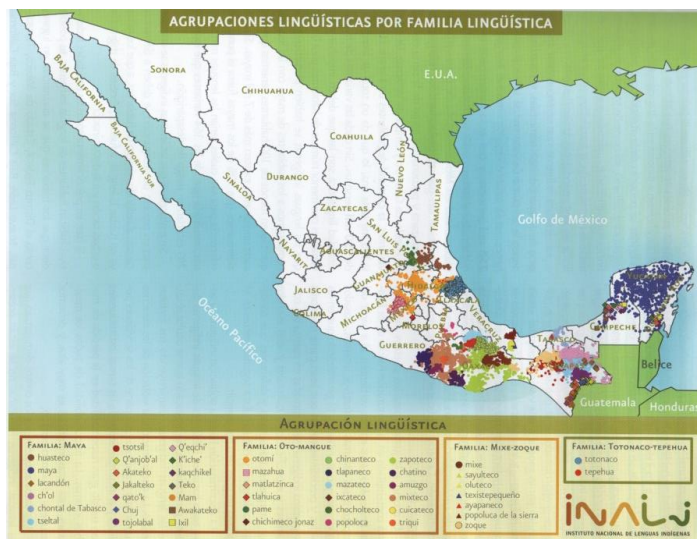 AGRUPACIONES LINGÜÍSTICAS POR FAMILIA LINGÜÍSTICA
E.U.A.
BAJA CALIFORNIA
SONORA
CHIHUAHUA
COAHUILA
BAJA CALIFORNIA SUR
NUEVO LEÓN
SINALOA
DURANGO
TAMAULIPAS
ZACATECAS
Golfo de México
SAN LUIS
NAYARIT
AGUASCALIENTES
JALISCO
HIDALGO
COLIMA
MICHOACÁN
TLAXCALA
VERACRUZ
MORELOS
GUERRERO
CAMPECHE
Océano Pacífico
Belice
Guatemala
Honduras
AGRUPACIÓN LINGÜÍSTICA
FAMILIA: MAYA
huasteco
maya
lacandón
ch'ol
chontal de Tabasco
tseltal
tsotsil
Q'anjob'al
Akateko
Jakalteko
qato'k
Chuj
tojolabal
Q'eqchi'
K'iche'
kaqchikel
Teko
Mam
Awakateko
Ixil
FAMILIA: OTO-MANGUE
otomí
mazahua
matlatzinca
tlahuica
pame
chichimeco jonaz
chinanteco
tlapaneco
mazateco
ixcateco
chocholteco
popoloca
zapoteco
chatino
amuzgo
mixteco
cuicateco
triqui
FAMILIA: MIXE-ZOQUE
mixe
sayulteco
oluteco
texistepequeño
ayapaneco
popoluca de la sierra
zoque
FAMILIA: TOTONACO-TEPEHUA
totonaco
tepehua
INALI
INSTITUTO NACIONAL DE LENGUAS INDÍGENAS